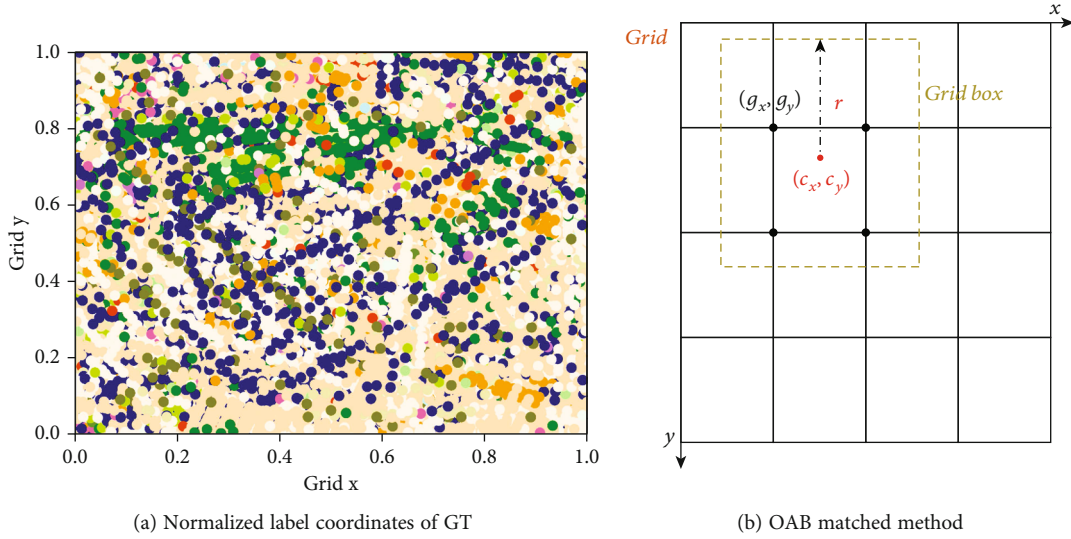 1.0
0.8
0.6
0.4
0.2
0.0
Grid y
0.0 0.2 0.4 0.6 0.8 1.0
Grid x
(a) Normalized label coordinates of GT
x
Grid
(g_x, g_y)
r
Grid box
(c_x, c_y)
y
(b) OAB matched method